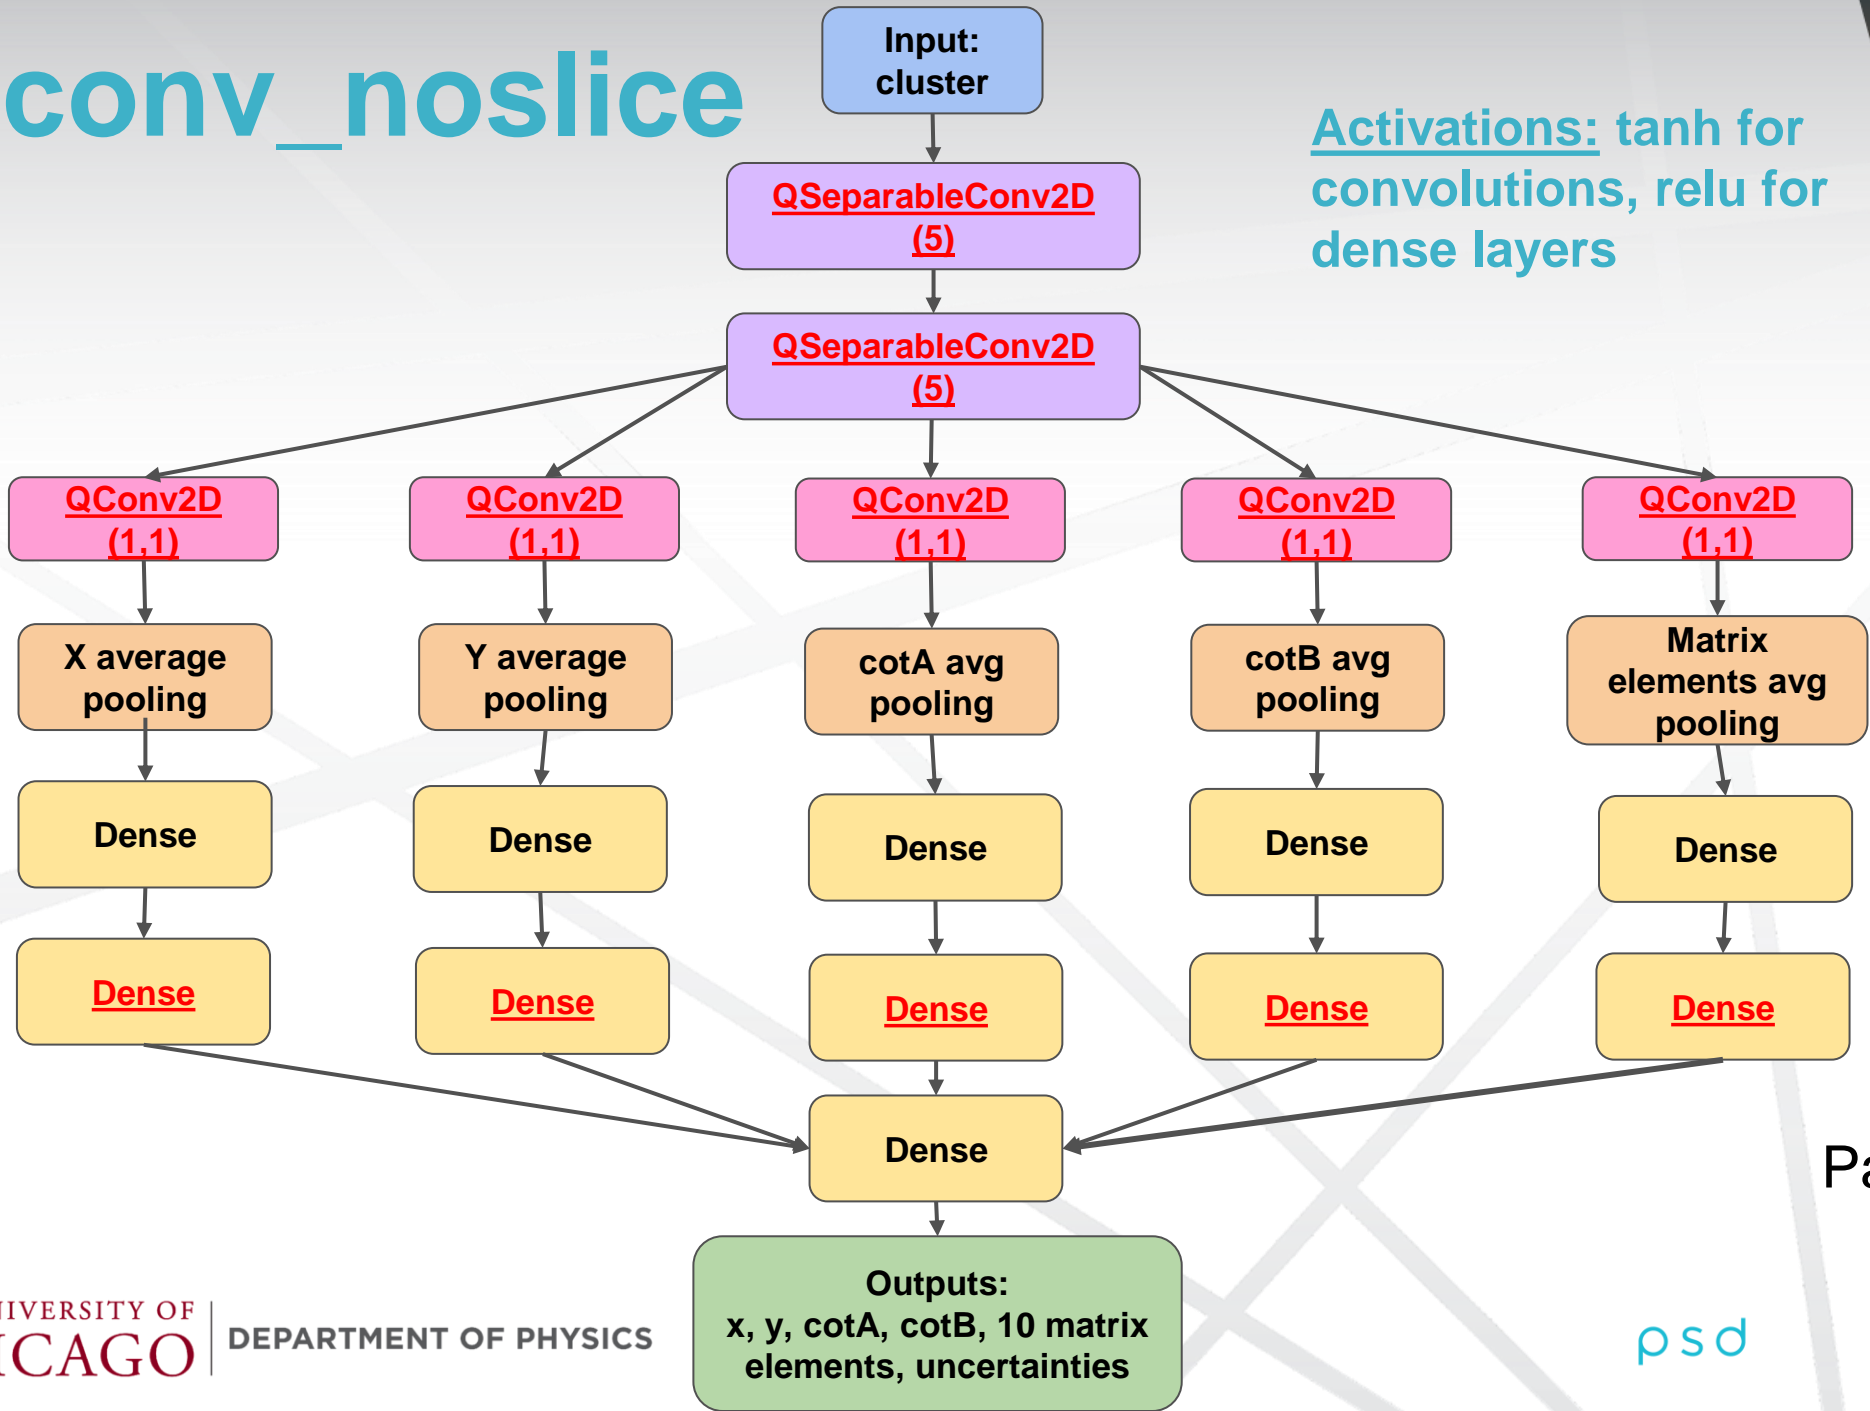 conv_noslice
Input:
cluster
Activations: tanh for
convolutions, relu for
dense layers
QSeparableConv2D
(5)
QSeparableConv2D
(5)
QConv2D
(1,1)
QConv2D
(1,1)
QConv2D
(1,1)
QConv2D
(1,1)
QConv2D
(1,1)
X average
pooling
Y average
pooling
cotA avg
pooling
cotB avg
pooling
Matrix
elements avg
pooling
Dense
Dense
Dense
Dense
Dense
Dense
Dense
Dense
Dense
Dense
Dense
Outputs:
x, y, cotA, cotB, 10 matrix
elements, uncertainties
NIVERSITY OF
ICAGO
DEPARTMENT OF PHYSICS
psd